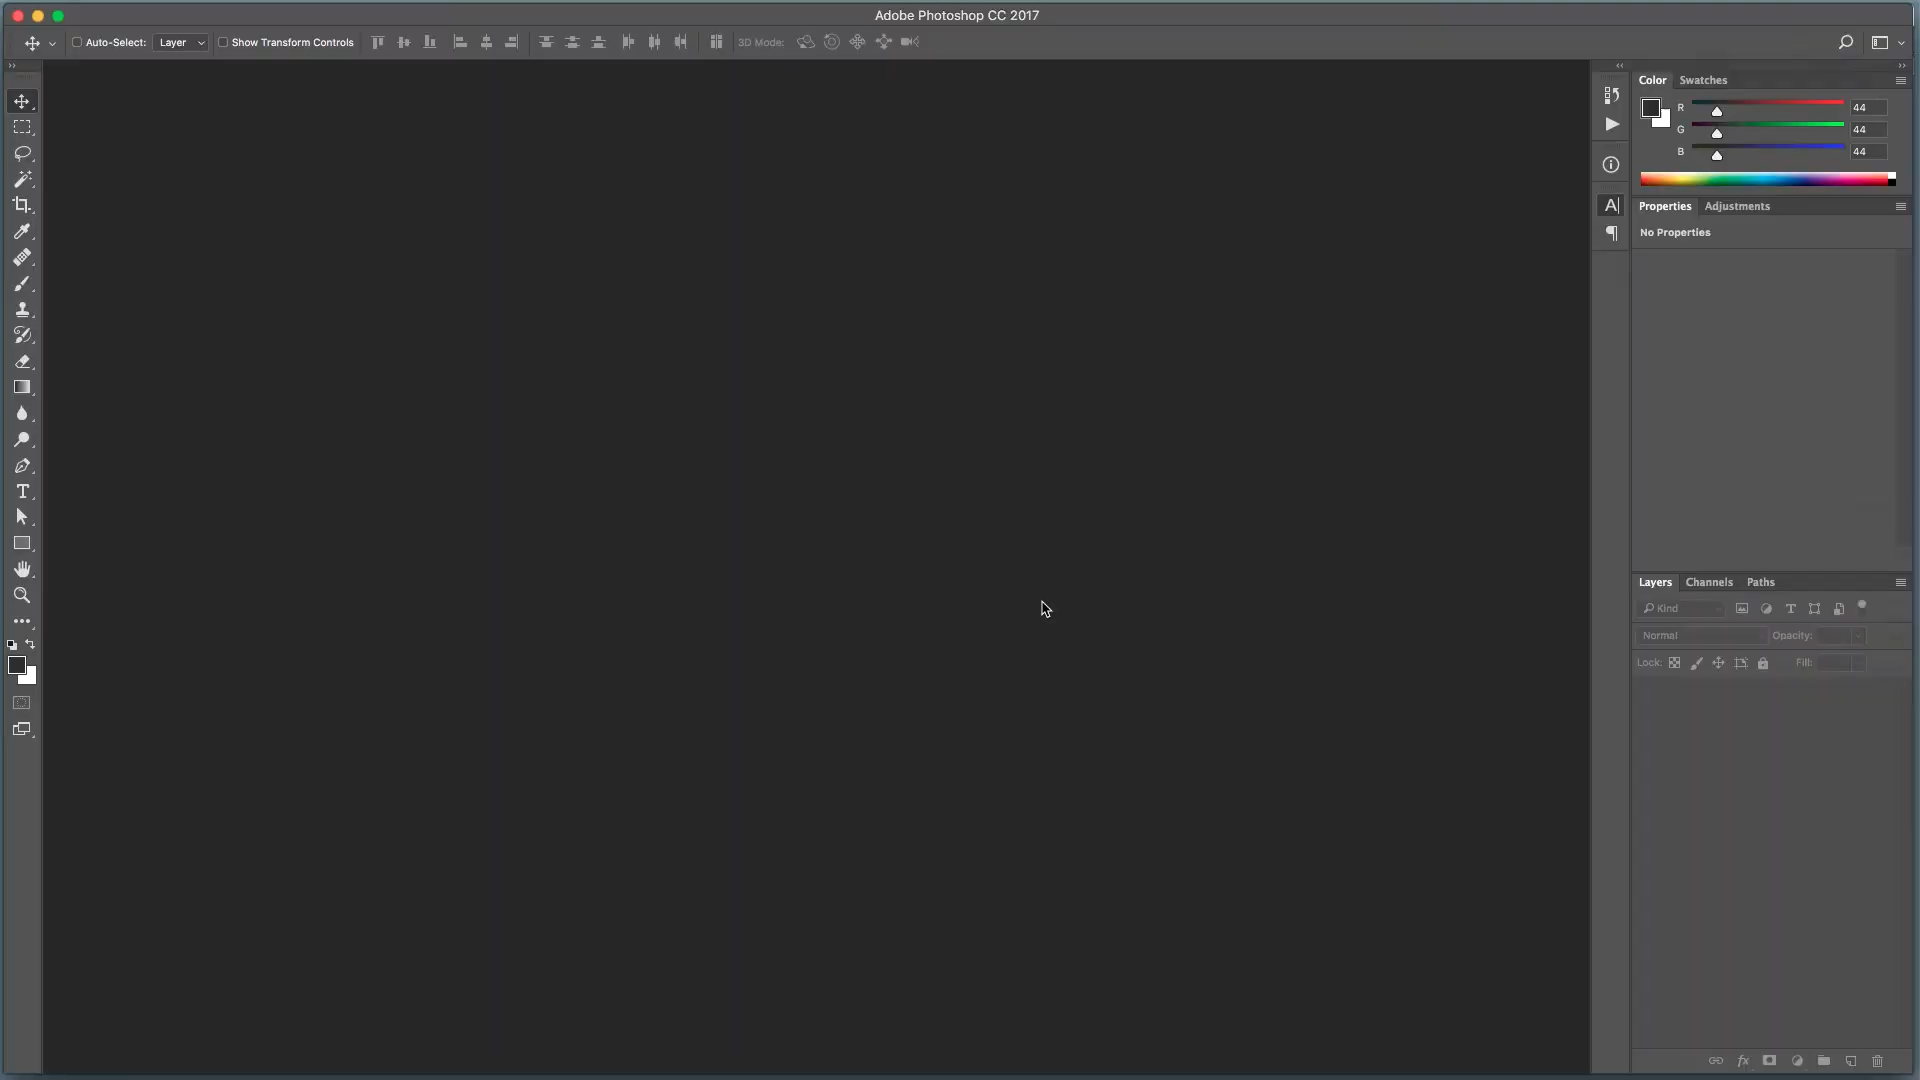 Adobe Photoshop CC 2017
Auto-Select: Layer Show Transform Controls 3D Mode:
Color Swatches
R 44
G 44
B 44
Properties Adjustments
No Properties
Layers Channels Paths
Kind
Normal Opacity:
Lock: Fill: